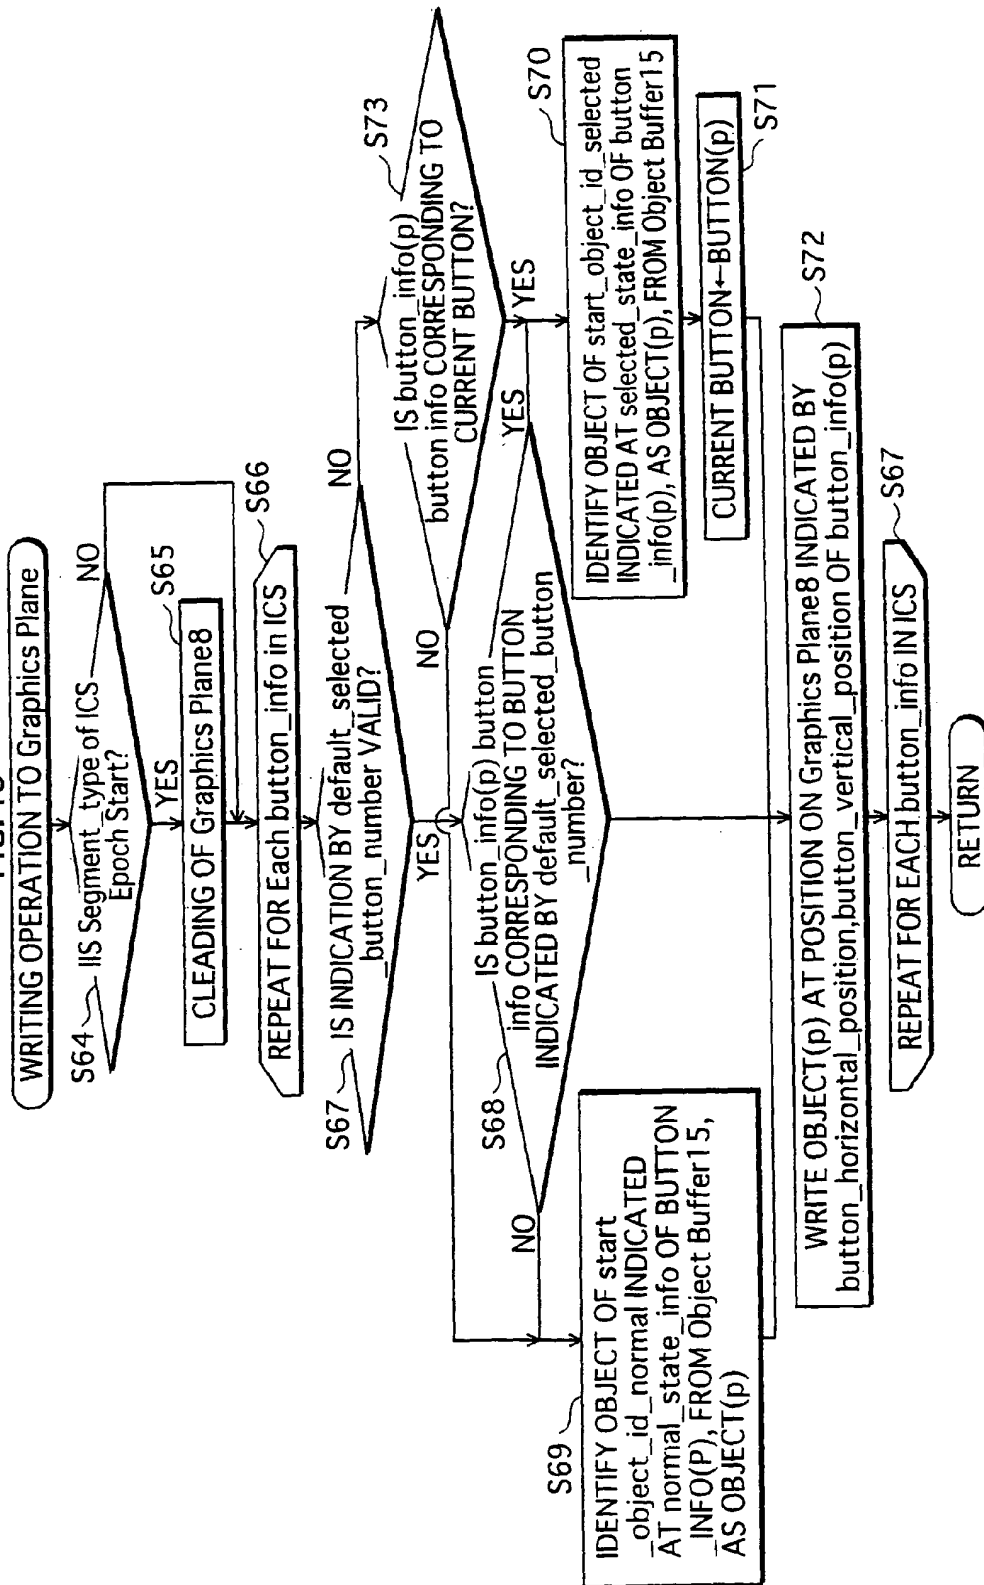 WRITING OPERATION TO Graphics Plane
S64
IIS Segment_type of ICS
Epoch Start?
NO
YES
S65
CLEADING OF Graphics Plane8
S66
REPEAT FOR Each button_info in ICS
S67
IS INDICATION BY default_selected
_button_number VALID?
NO
YES
S73
IS button_info(p)
button info CORRESPONDING TO
CURRENT BUTTON?
NO
YES
S68
IS button_info(p) button
info CORRESPONDING TO BUTTON
INDICATED BY default_selected_button
_number?
YES
NO
S70
IDENTIFY OBJECT OF start_object_id_selected
INDICATED AT selected_state_info OF button
_info(p), AS OBJECT(p), FROM Object Buffer15
S71
CURRENT BUTTON←BUTTON(p)
S69
IDENTIFY OBJECT OF start
_object_id_normal INDICATED
AT normal_state_info OF BUTTON
_INFO(P), FROM Object Buffer15,
AS OBJECT(p)
S72
WRITE OBJECT(p) AT POSITION ON Graphics Plane8 INDICATED BY
button_horizontal_position,button_vertical_position OF button_info(p)
S67
REPEAT FOR EACH button_info IN ICS
RETURN